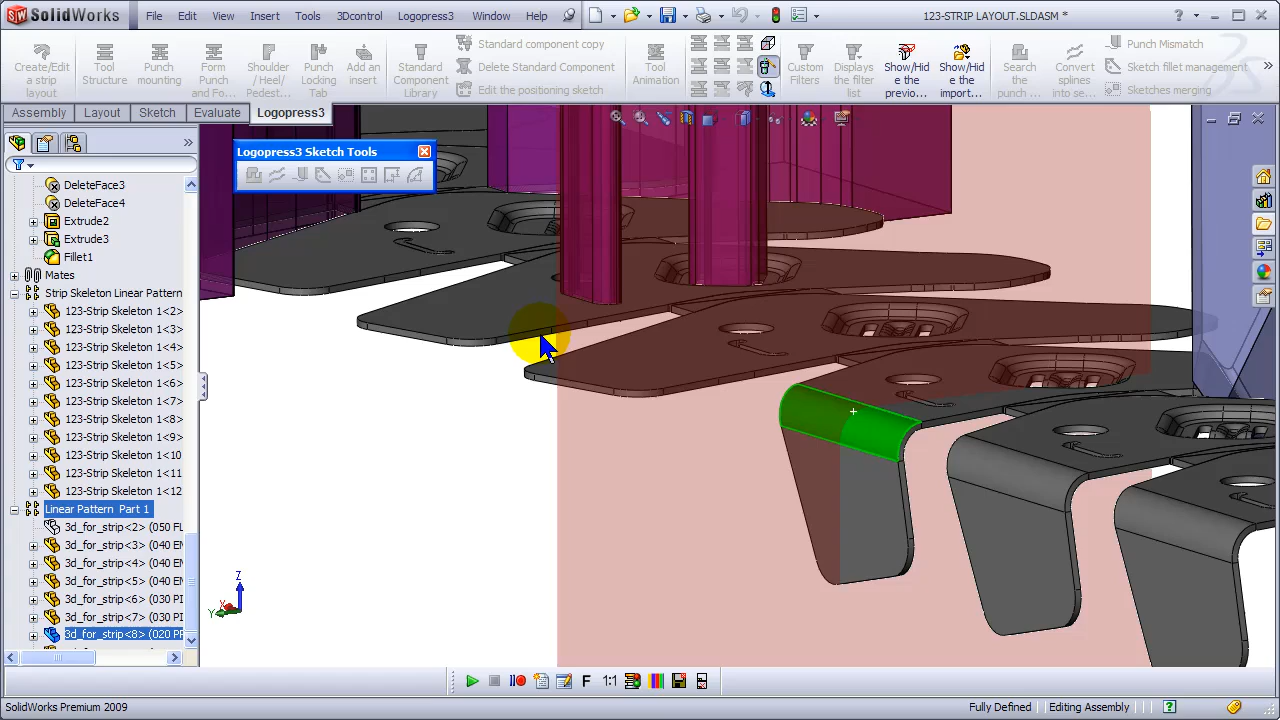 SolidWorks File Edit View Insert Tools 3Dcontrol Logopress3 Window Help 123-STRIP LAYOUT.SLDASM *
Create/Edit a strip layout
Tool Structure
Punch mounting
Form Punch
Shoulder / Heel Pedest...
Punch Locking Tab
Add an insert
Standard Component Library
Standard component copy
Delete Standard Component
Edit the positioning sketch
Tool Animation
Custom Filters
Displays the filter list
Show/Hide the previo...
Show/Hide the import...
Search the punch ...
Convert splines into se...
Punch Mismatch
Sketch fillet management
Sketches merging
Assembly Layout Sketch Evaluate Logopress3
Logopress3 Sketch Tools
DeleteFace3
DeleteFace4
Extrude2
Extrude3
Fillet1
Mates
Strip Skeleton Linear Pattern
123-Strip Skeleton 1<2>
123-Strip Skeleton 1<3>
123-Strip Skeleton 1<4>
123-Strip Skeleton 1<5>
123-Strip Skeleton 1<6>
123-Strip Skeleton 1<7>
123-Strip Skeleton 1<8>
123-Strip Skeleton 1<9>
123-Strip Skeleton 1<10
123-Strip Skeleton 1<11
123-Strip Skeleton 1<12
Linear Pattern Part 1
3d_for_strip<2> (050 FL
3d_for_strip<3> (040 EN
3d_for_strip<4> (040 EN
3d_for_strip<5> (040 EN
3d_for_strip<6> (030 PI
3d_for_strip<7> (030 PI
3d_for_strip<8> (020 PR
Z
X
Y
F 1:1
SolidWorks Premium 2009 Fully Defined Editing Assembly